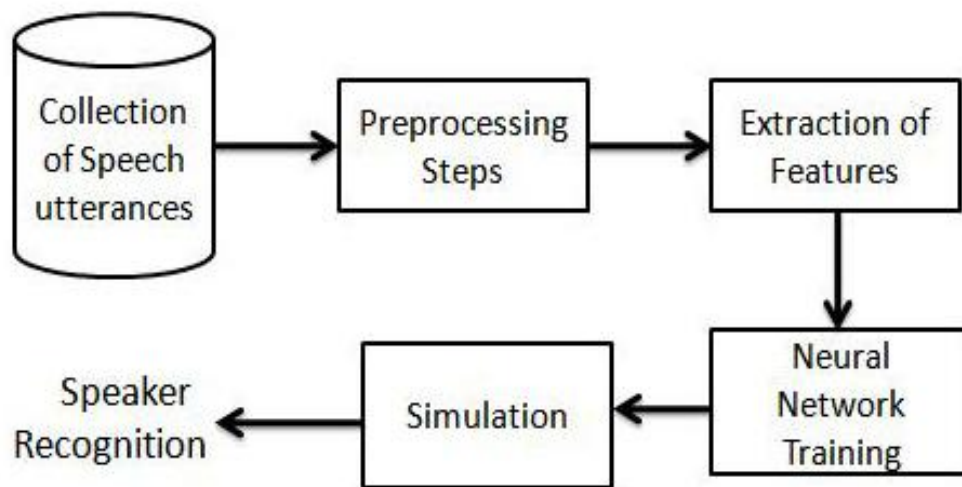 Collection
of Speech
utterances
Preprocessing
Steps
Extraction of
Features
Neural
Network
Training
Simulation
Speaker
Recognition